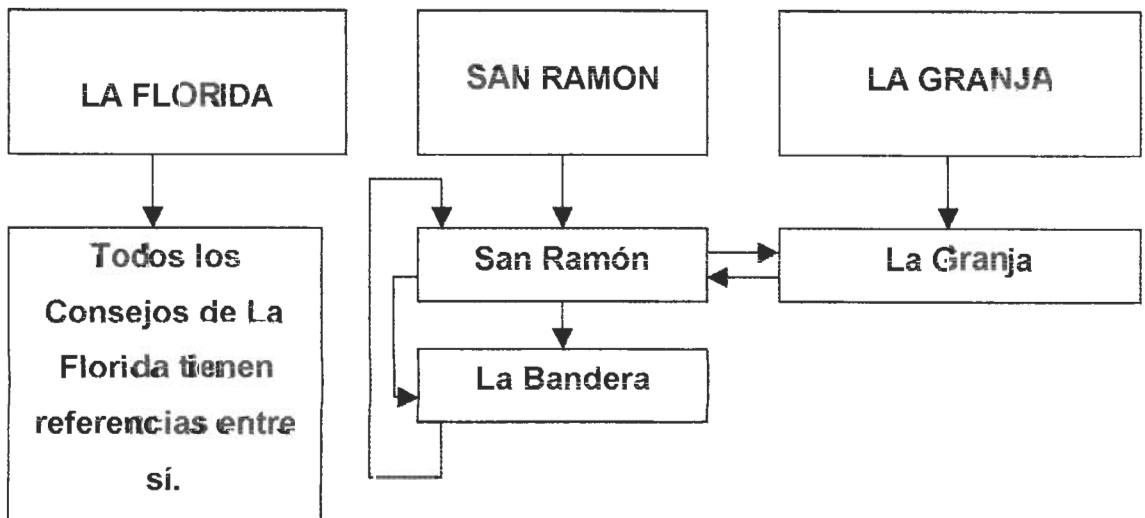 LA FLORIDA
SAN RAMON
LA GRANJA
Todos los
Consejos de La
Florida tienen
referencias entre
sí.
San Ramón
La Granja
La Bandera